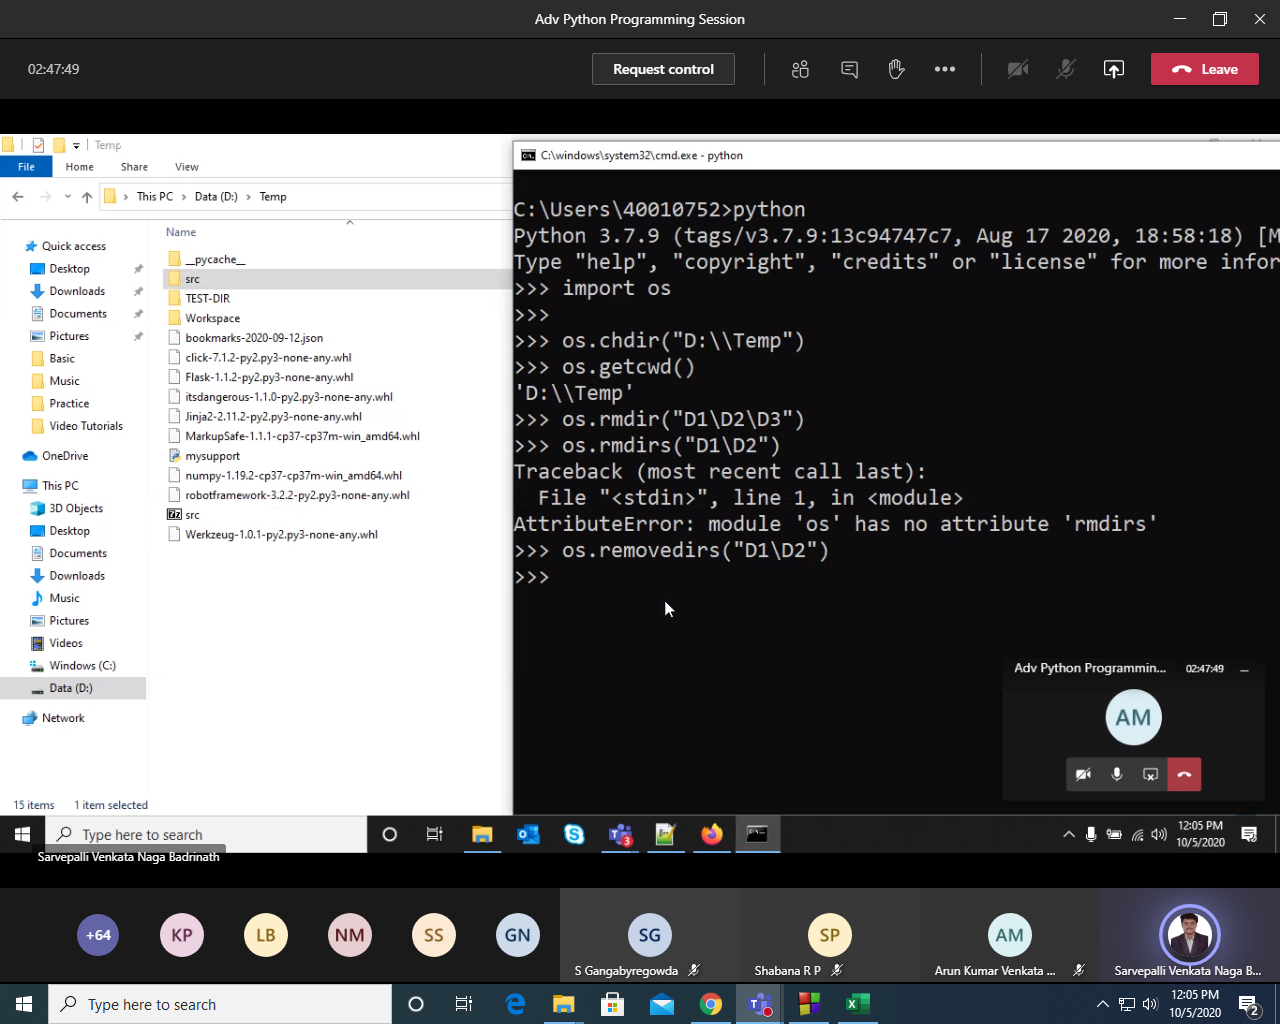 Adv Python Programming Session
02:47:49
Request control
Leave
Temp
File Home Share View
This PC Data (D:) Temp
Quick access
Desktop
Downloads
Documents
Pictures
Basic
Music
Practice
Video Tutorials
OneDrive
This PC
3D Objects
Desktop
Documents
Downloads
Music
Pictures
Videos
Windows (C:)
Data (D:)
Network
Name
__pycache__
src
TEST-DIR
Workspace
bookmarks-2020-09-12.json
click-7.1.2-py2.py3-none-any.whl
Flask-1.1.2-py2.py3-none-any.whl
itsdangerous-1.1.0-py2.py3-none-any.whl
Jinja2-2.11.2-py2.py3-none-any.whl
MarkupSafe-1.1.1-cp37-cp37m-win_amd64.whl
mysupport
numpy-1.19.2-cp37-cp37m-win_amd64.whl
robotframework-3.2.2-py2.py3-none-any.whl
src
Werkzeug-1.0.1-py2.py3-none-any.whl
15 items 1 item selected
C:\windows\system32\cmd.exe - python
C:\Users\40010752>python
Python 3.7.9 (tags/v3.7.9:13c94747c7, Aug 17 2020, 18:58:18) [M
Type "help", "copyright", "credits" or "license" for more infor
>>> import os
>>>
>>> os.chdir("D:\\Temp")
>>> os.getcwd()
'D:\\Temp'
>>> os.rmdir("D1\D2\D3")
>>> os.rmdirs("D1\D2")
Traceback (most recent call last):
File "<stdin>", line 1, in <module>
AttributeError: module 'os' has no attribute 'rmdirs'
>>> os.removedirs("D1\D2")
>>>
Adv Python Programmin... 02:47:49
AM
Type here to search
3
12:05 PM
10/5/2020
Sarvepalli Venkata Naga Badrinath
+64 KP LB NM SS GN SG SP AM
S Gangabyregowda
Shabana R P
Arun Kumar Venkata ...
Sarvepalli Venkata Naga B...
Type here to search
12:05 PM
10/5/2020
2